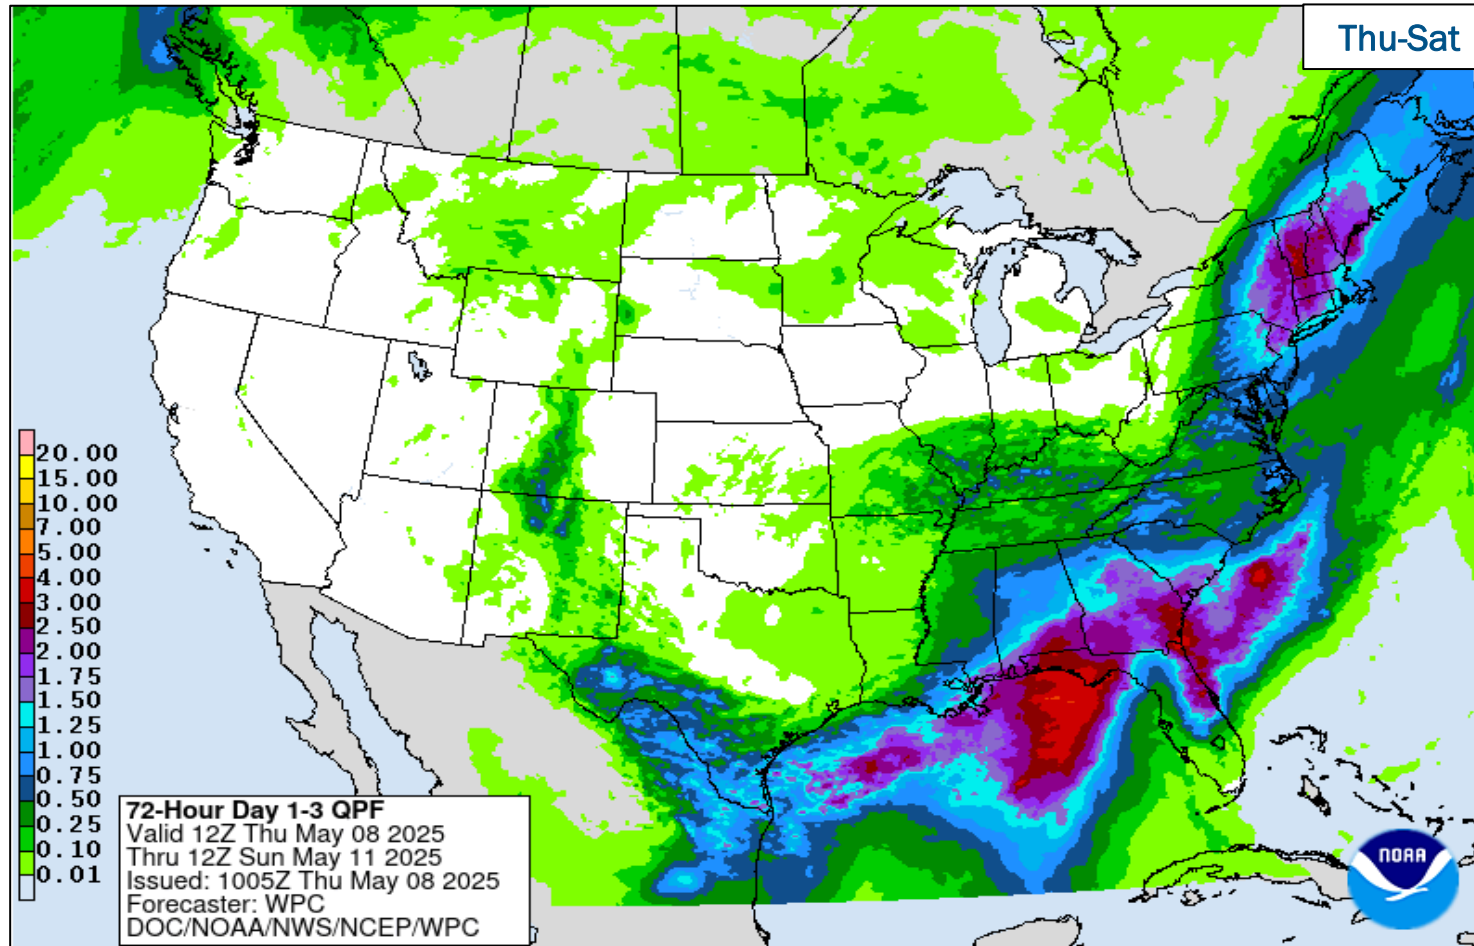 Thu-Sat
20.00
15.00
10.00
7.00
5.00
4.00
3.00
2.50
2.00
1.75
1.50
1.25
1.00
0.75
0.50
0.25
0.10
0.01
72-Hour Day 1-3 QPF
Valid 12Z Thu May 08 2025
Thru 12Z Sun May 11 2025
Issued: 1005Z Thu May 08 2025
Forecaster: WPC
DOC/NOAA/NWS/NCEP/WPC
NOAA